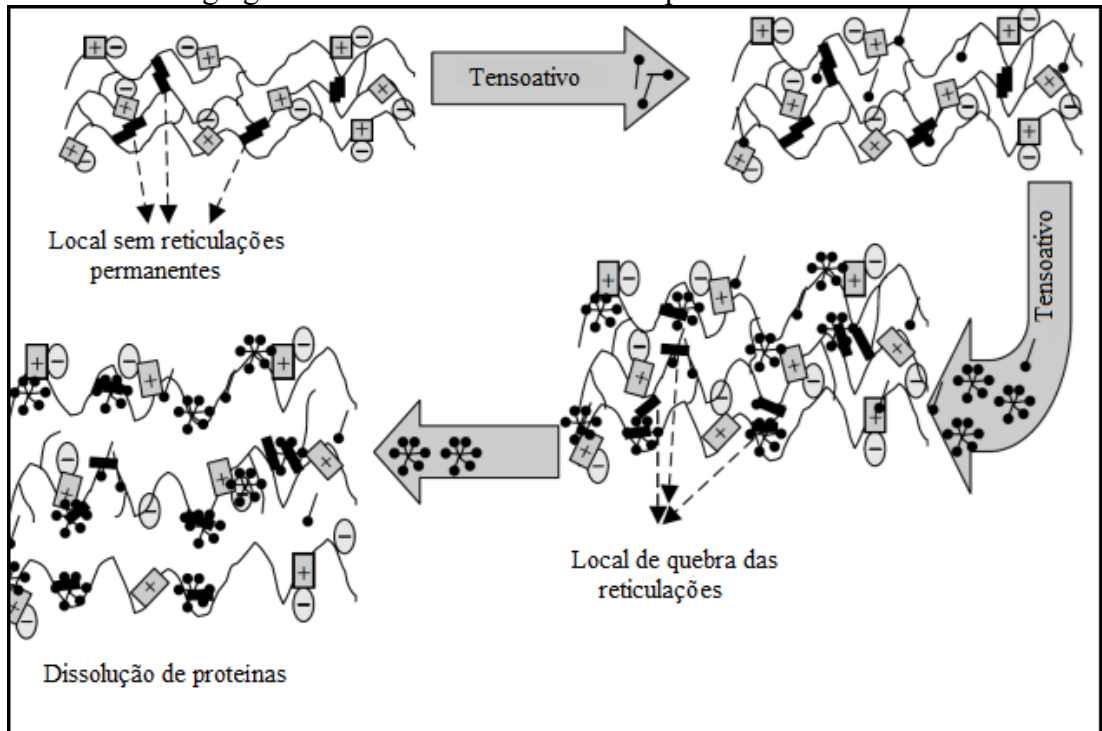 Tensoativo
Local sem reticulações
permanentes
Tensoativo
Local de quebra das
reticulações
Dissolução de proteínas